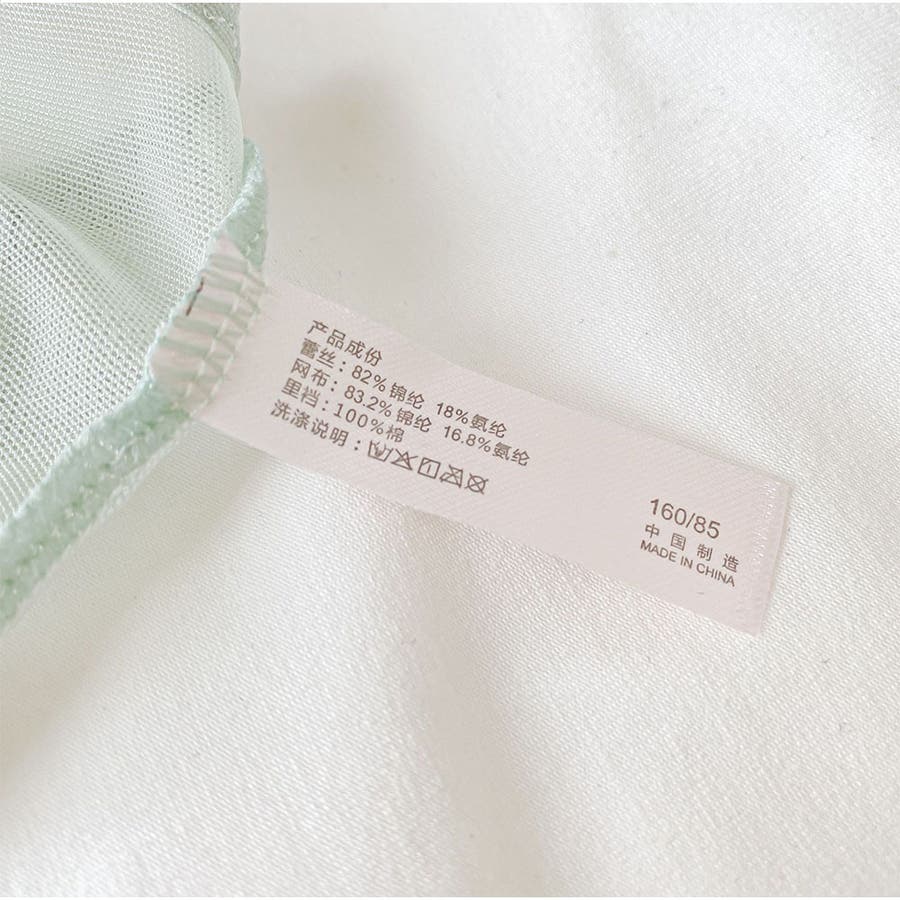 产品成份
蕾丝：82%锦纶 18%氨纶
网布：83.2%锦纶 16.8%氨纶
里裆：100%棉
洗涤说明：
160/85
中国制造
MADE IN CHINA